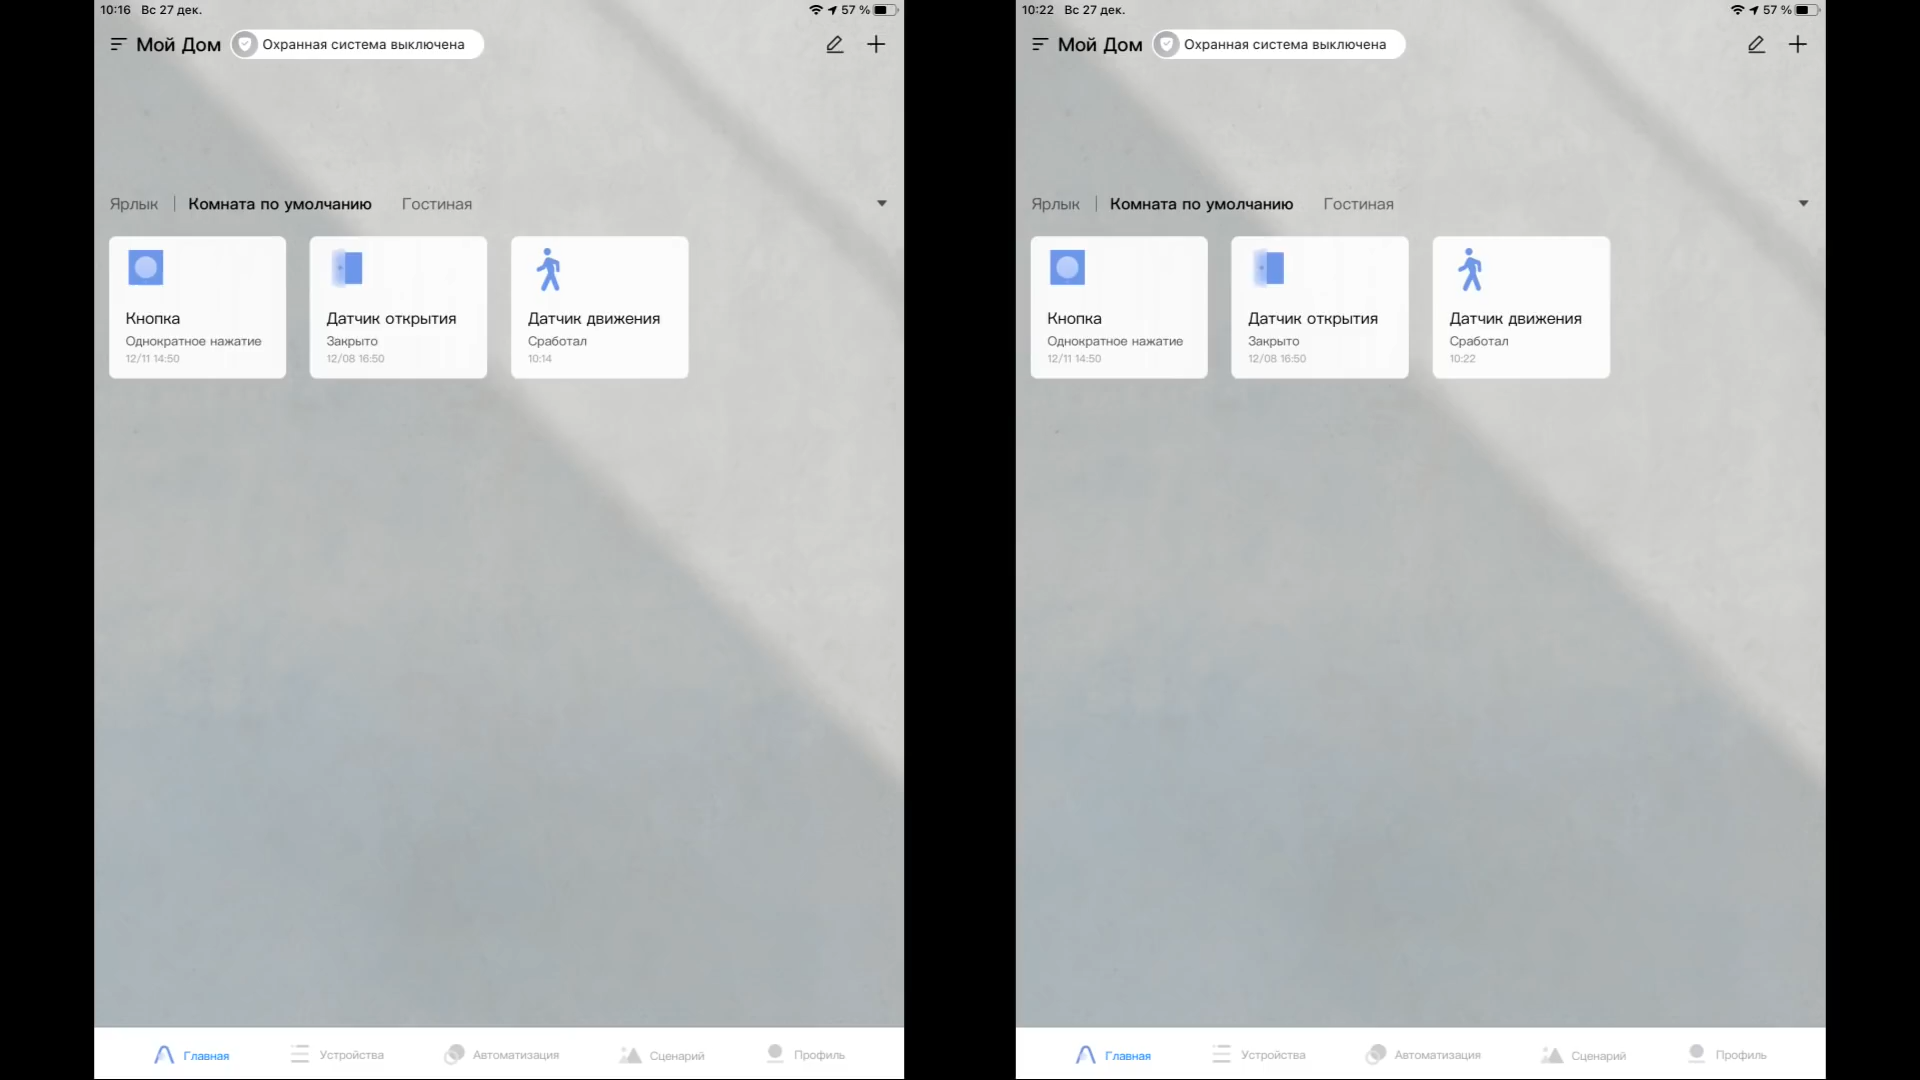 10:16 Вс 27 дек.
57 %
Мой Дом
Охранная система выключена
Ярлык
Комната по умолчанию
Гостиная
Кнопка
Однократное нажатие
12/11 14:50
Датчик открытия
Закрыто
12/08 16:50
Датчик движения
Сработал
10:14
Главная
Устройства
Автоматизация
Сценарий
Профиль
10:22 Вс 27 дек.
57 %
Мой Дом
Охранная система выключена
Ярлык
Комната по умолчанию
Гостиная
Кнопка
Однократное нажатие
12/11 14:50
Датчик открытия
Закрыто
12/08 16:50
Датчик движения
Сработал
10:22
Главная
Устройства
Автоматизация
Сценарий
Профиль